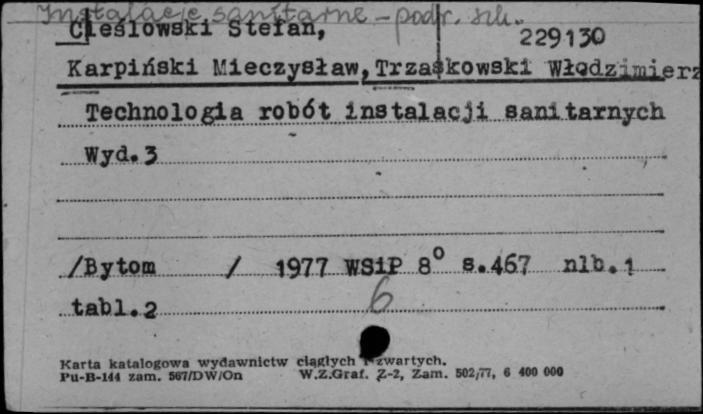 Instalacje sanitarne – podr. szk.
Cieślowski Stefan,
229130
Karpiński Mieczysław, Trzaskowski Włodzimierz
Technologia robót instalacji sanitarnych
Wyd.3
/Bytom / 1977 WSiP 8° s.467 nlb.1
tabl.2
6
Karta katalogowa wydawnictw ciągłych i zwartych.
Pu-B-144 zam. 567/DW/On W.Z.Graf. Z-2, Zam. 502/77, 6 400 000